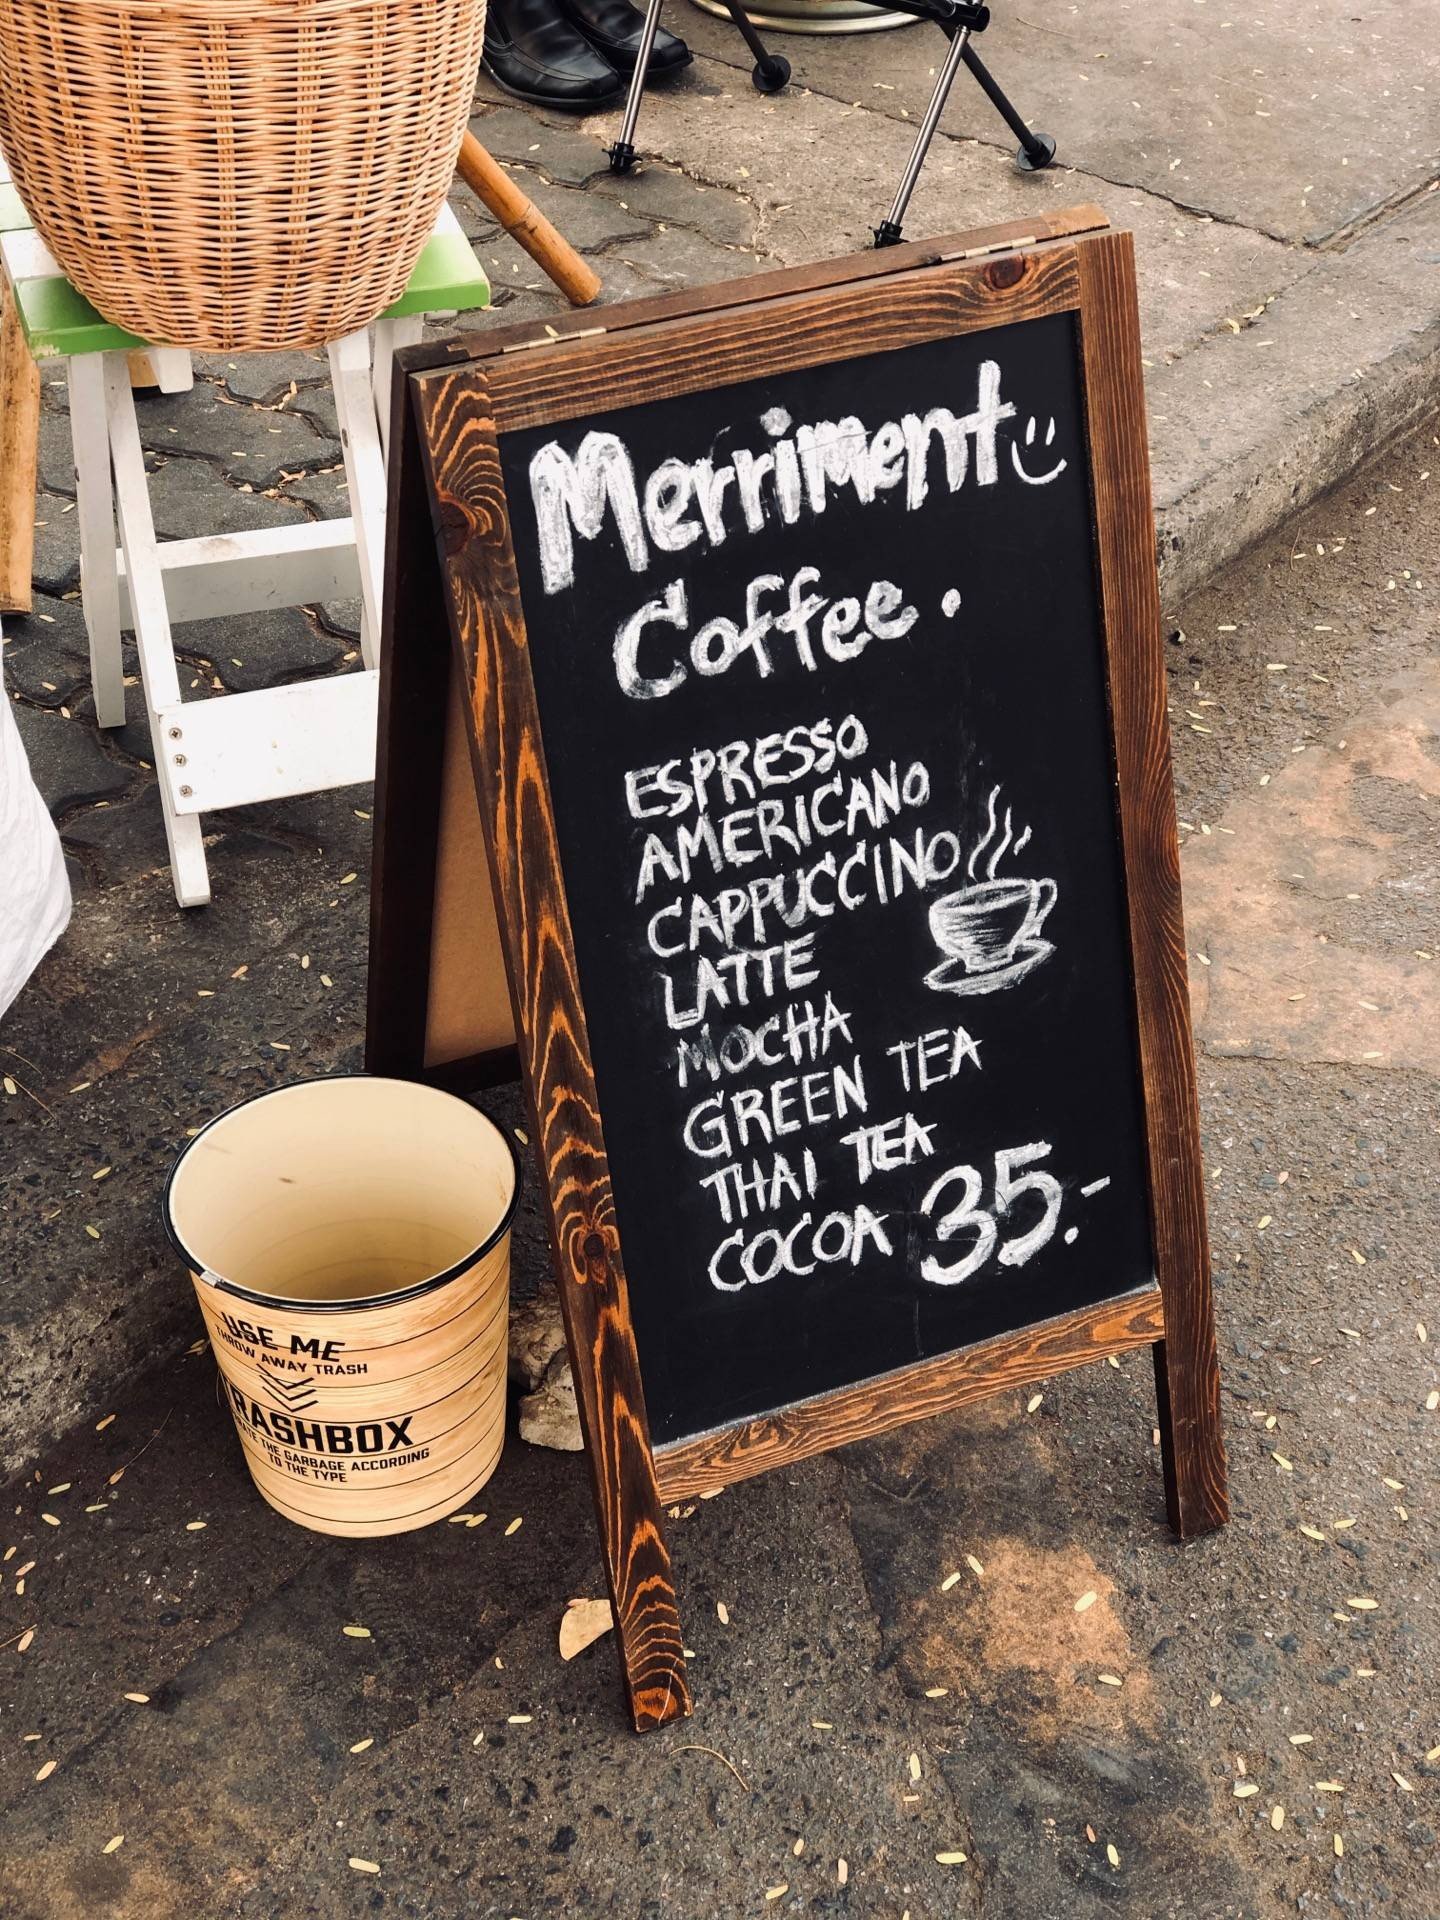 Merriment
Coffee.
ESPRESSO
AMERICANO
CAPPUCCINO
LATTE
MOCHA
GREEN TEA
THAI TEA
COCOA 35.-
USE ME
THROW AWAY TRASH
TRASHBOX
THE GARBAGE ACCORDING
TO THE TYPE